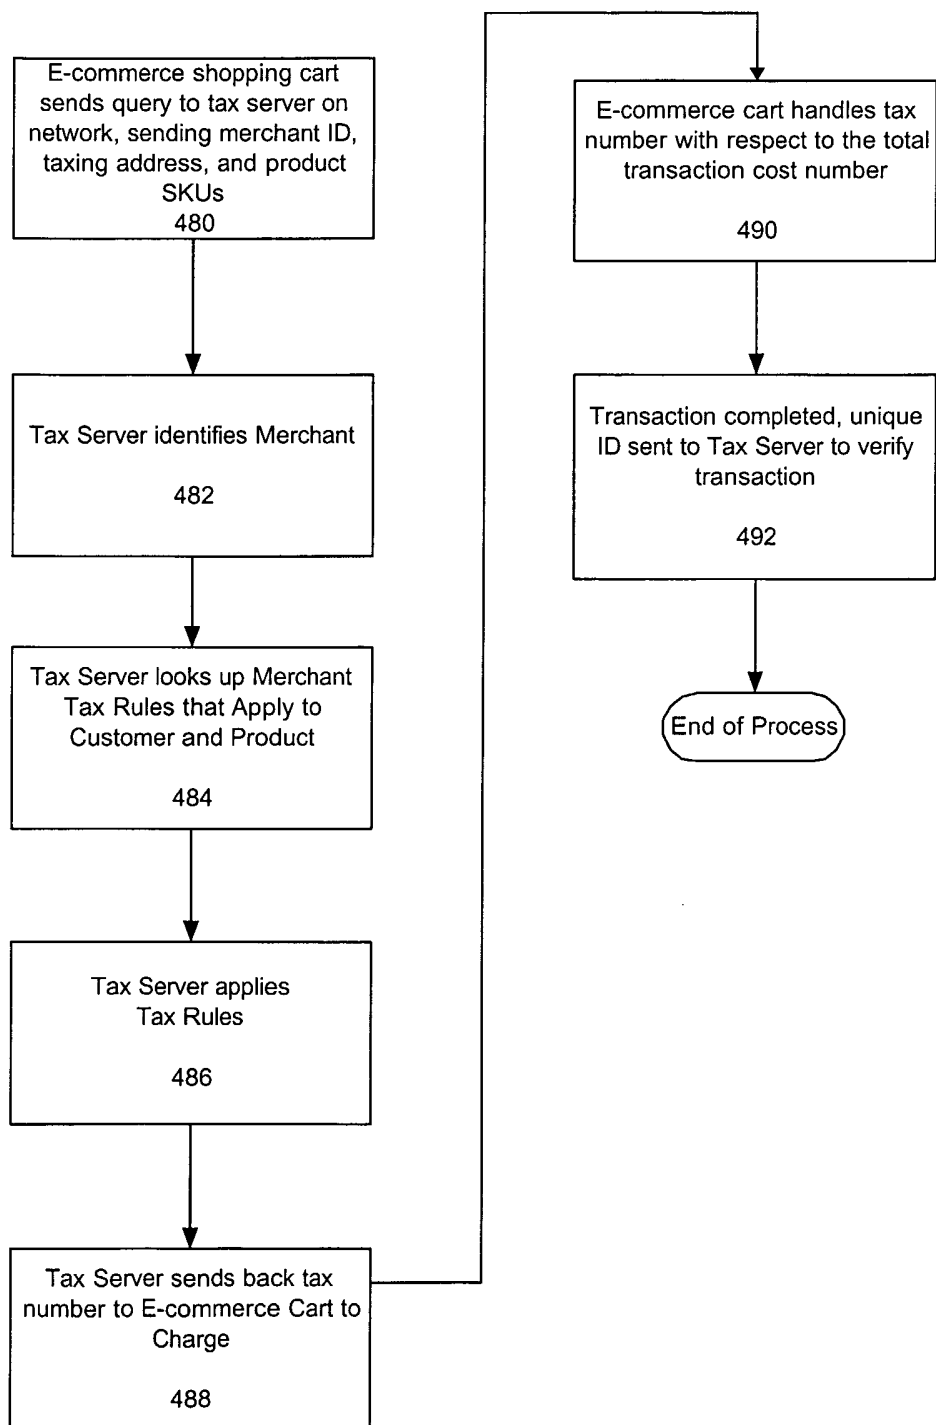 E-commerce shopping cart
sends query to tax server on
network, sending merchant ID,
taxing address, and product
SKUs
480
Tax Server identifies Merchant
482
Tax Server looks up Merchant
Tax Rules that Apply to
Customer and Product
484
Tax Server applies
Tax Rules
486
Tax Server sends back tax
number to E-commerce Cart to
Charge
488
E-commerce cart handles tax
number with respect to the total
transaction cost number
490
Transaction completed, unique
ID sent to Tax Server to verify
transaction
492
End of Process